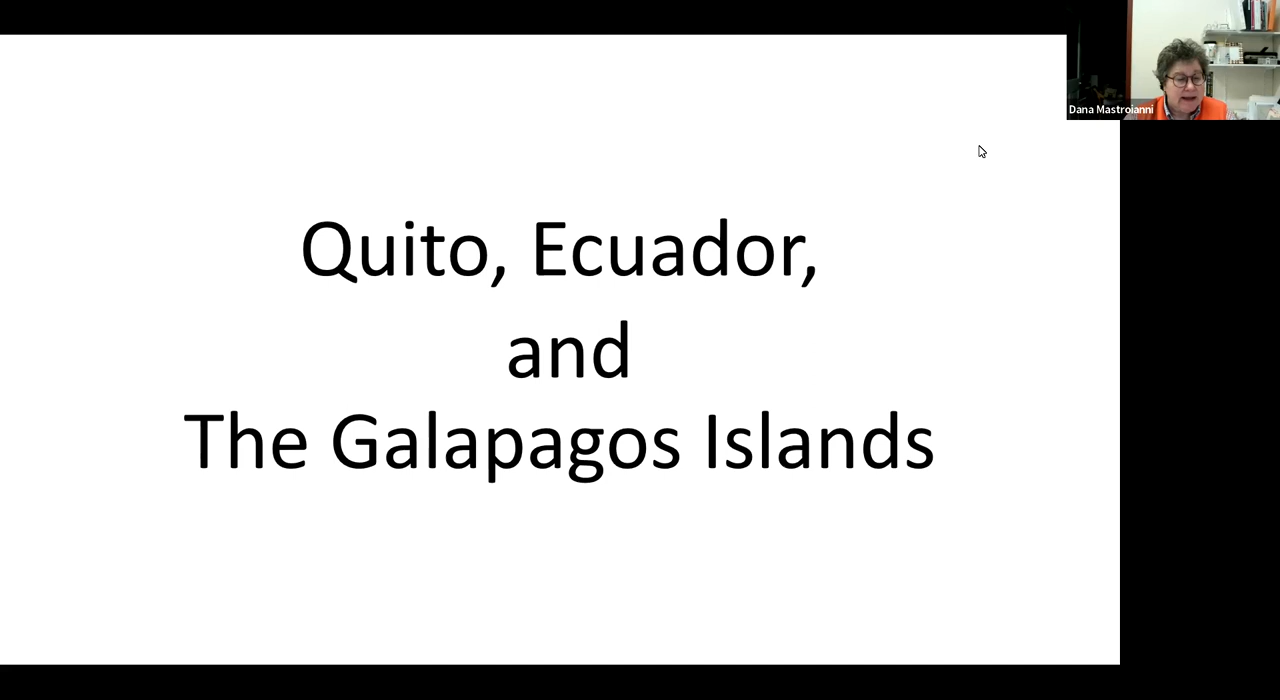 Dana Mastroianni
Quito, Ecuador,
and
The Galapagos Islands